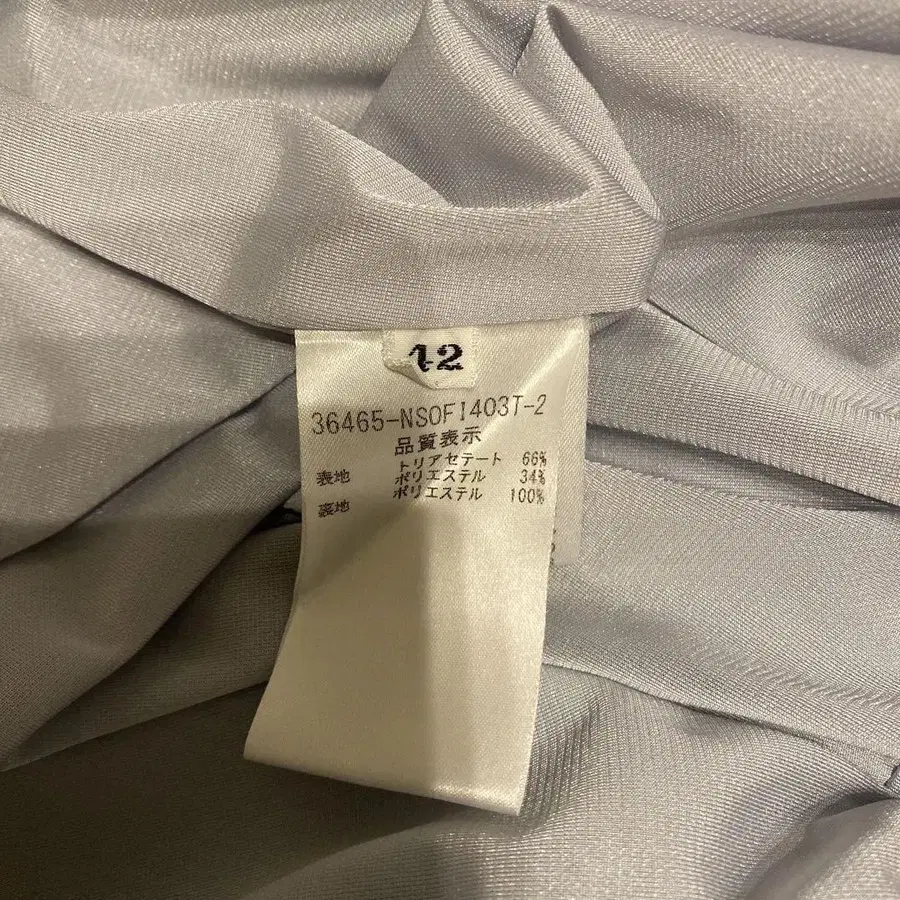 12
36465-NSOFI403T-2
品質表示
表地 トリアセテート 66%
ポリエステル 34%
裏地 ポリエステル 100%